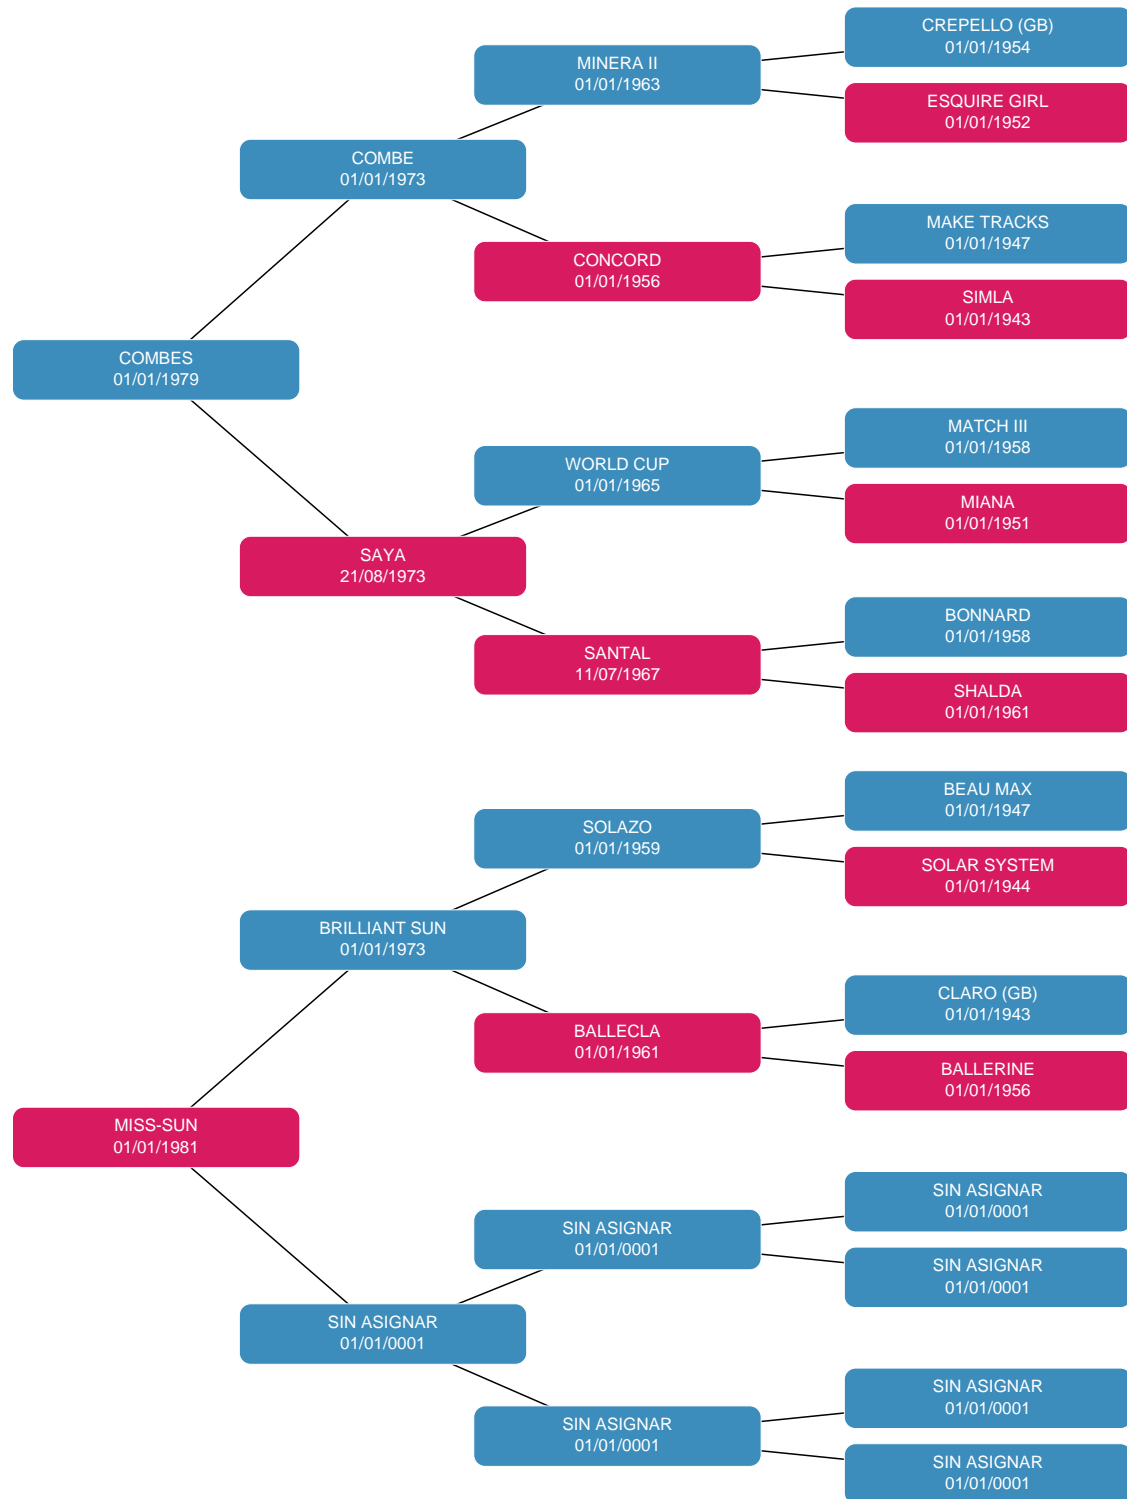 CREPELLO (GB)
01/01/1954
MINERA II
01/01/1963
ESQUIRE GIRL
01/01/1952
COMBE
01/01/1973
MAKE TRACKS
01/01/1947
CONCORD
01/01/1956
SIMLA
01/01/1943
COMBES
01/01/1979
MATCH III
01/01/1958
WORLD CUP
01/01/1965
MIANA
01/01/1951
SAYA
21/08/1973
BONNARD
01/01/1958
SANTAL
11/07/1967
SHALDA
01/01/1961
BEAU MAX
01/01/1947
SOLAZO
01/01/1959
SOLAR SYSTEM
01/01/1944
BRILLIANT SUN
01/01/1973
CLARO (GB)
01/01/1943
BALLECLA
01/01/1961
BALLERINE
01/01/1956
MISS-SUN
01/01/1981
SIN ASIGNAR
01/01/0001
SIN ASIGNAR
01/01/0001
SIN ASIGNAR
01/01/0001
SIN ASIGNAR
01/01/0001
SIN ASIGNAR
01/01/0001
SIN ASIGNAR
01/01/0001
SIN ASIGNAR
01/01/0001